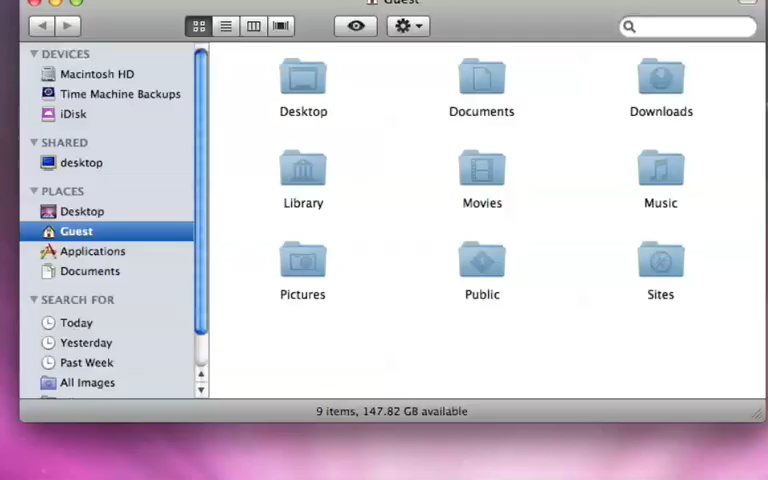 Guest
DEVICES
Macintosh HD
Time Machine Backups
iDisk
SHARED
desktop
PLACES
Desktop
Guest
Applications
Documents
SEARCH FOR
Today
Yesterday
Past Week
All Images
Desktop
Documents
Downloads
Library
Movies
Music
Pictures
Public
Sites
9 items, 147.82 GB available